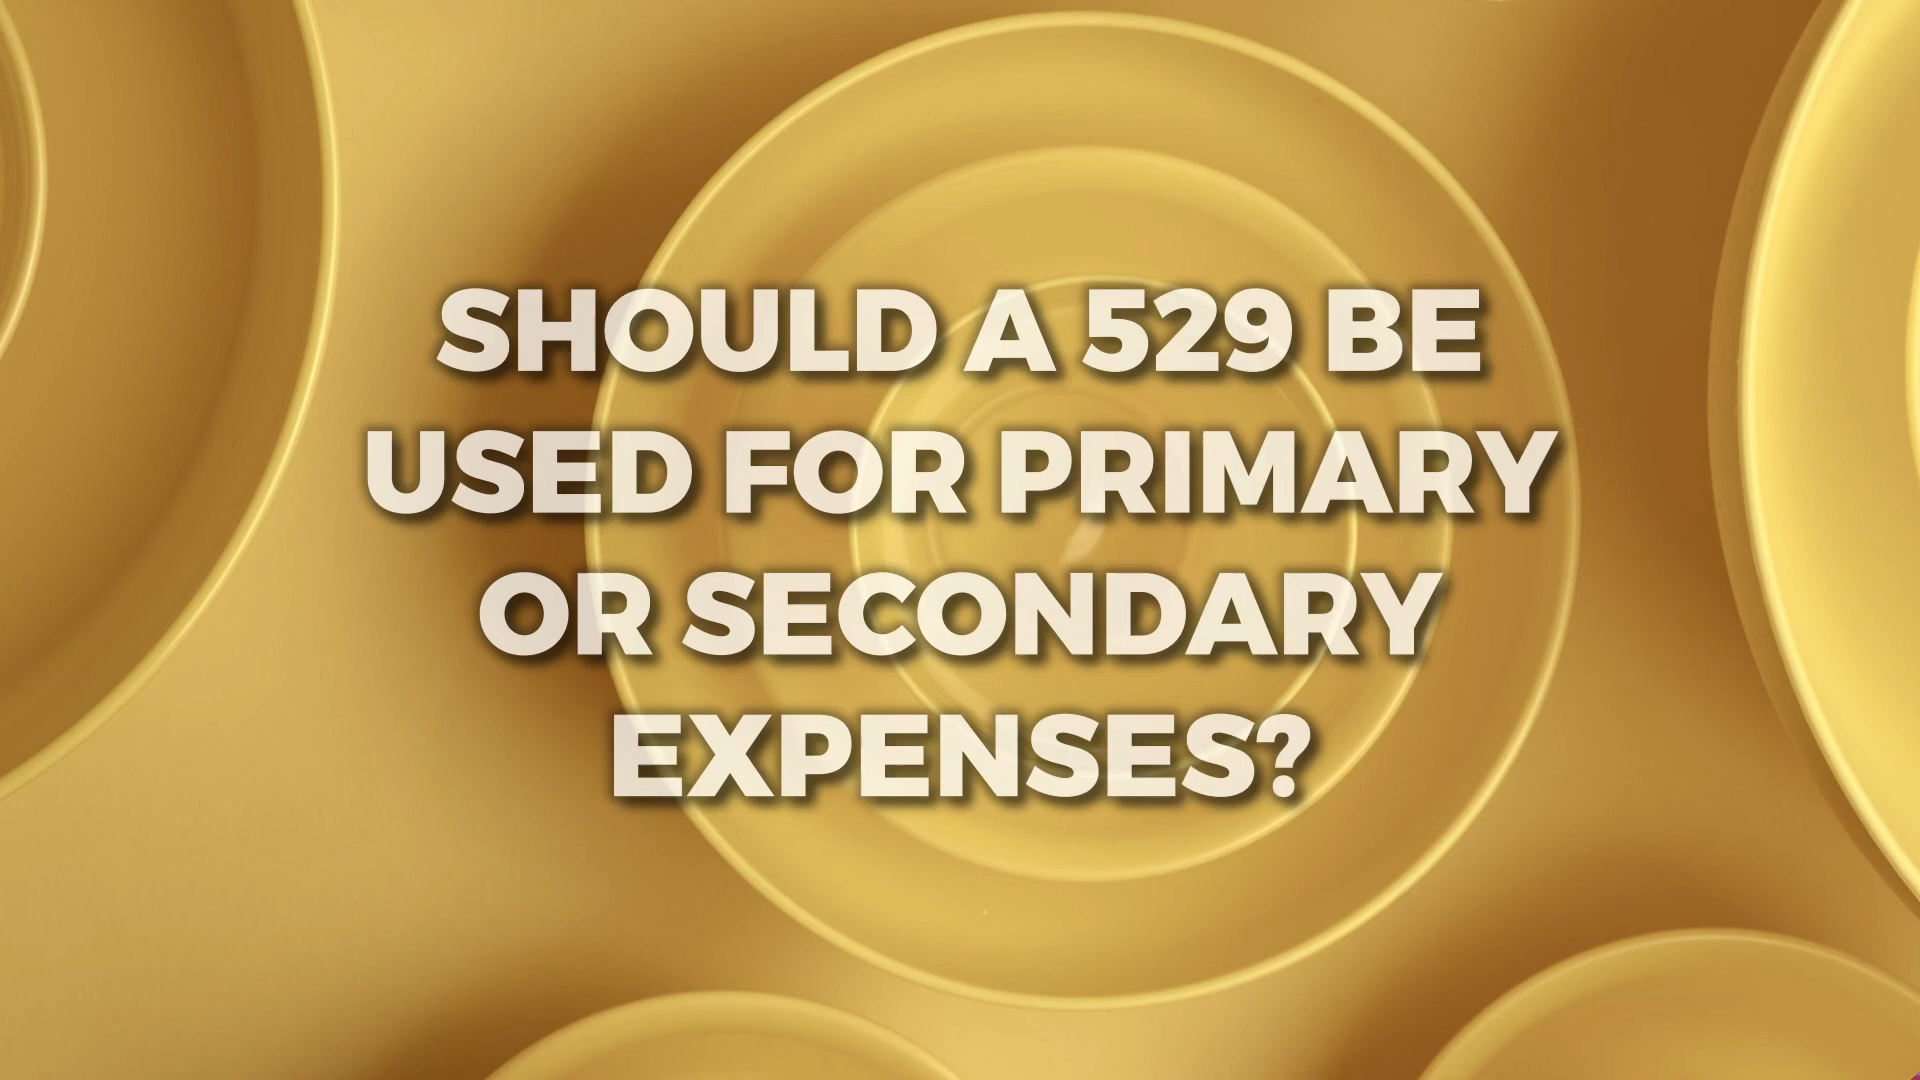 SHOULD A 529 BE
USED FOR PRIMARY
OR SECONDARY
EXPENSES?